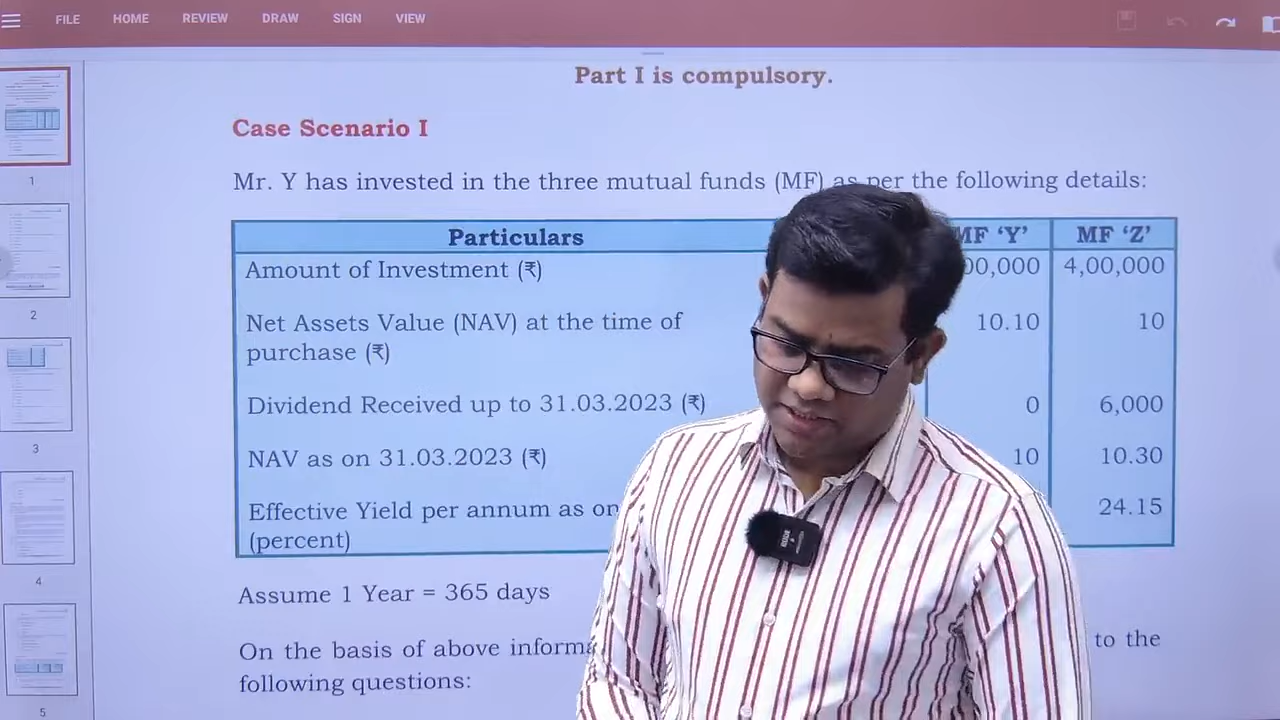 FILE HOME REVIEW DRAW SIGN VIEW
Part I is compulsory.
Case Scenario I
Mr. Y has invested in the three mutual funds (MF) as per the following details:
Particulars MF ‘Y’ MF ‘Z’
Amount of Investment (₹) 00,000 4,00,000
Net Assets Value (NAV) at the time of 10.10 10
purchase (₹)
Dividend Received up to 31.03.2023 (₹) 0 6,000
NAV as on 31.03.2023 (₹) 10 10.30
Effective Yield per annum as on 24.15
(percent)
Assume 1 Year = 365 days
On the basis of above to the
following questions:
1
2
3
4
5